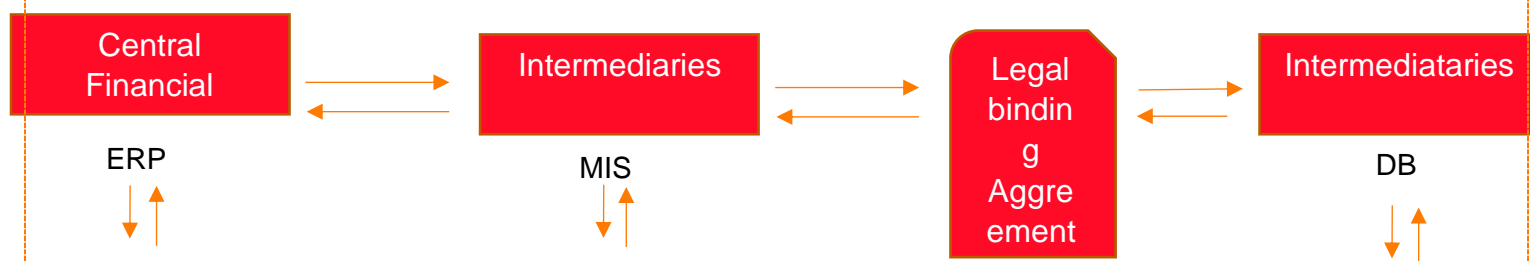 Central
Financial
Intermediaries
Legal
bindin
g
Aggre
ement
Intermediataries
ERP
MIS
DB